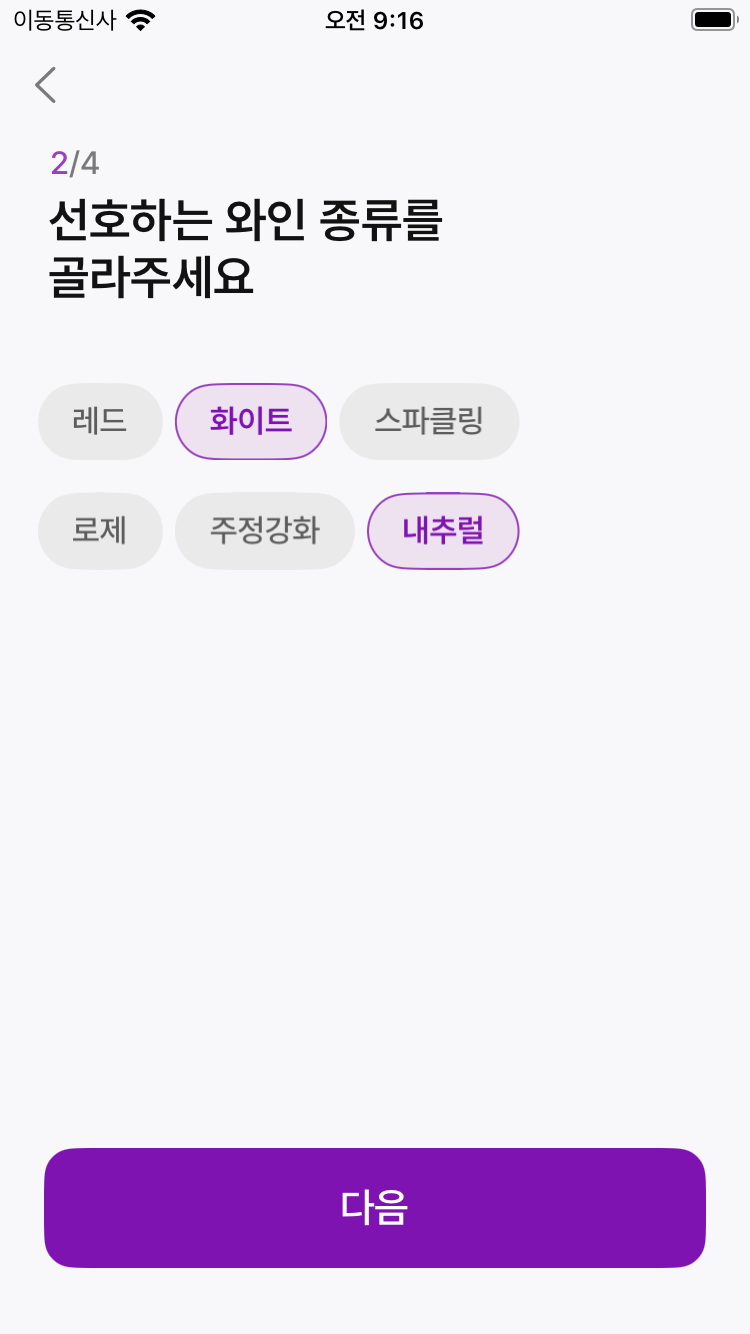 이동통신사 오전 9:16
2/4
선호하는 와인 종류를
골라주세요
레드 화이트 스파클링
로제 주정강화 내추럴
다음